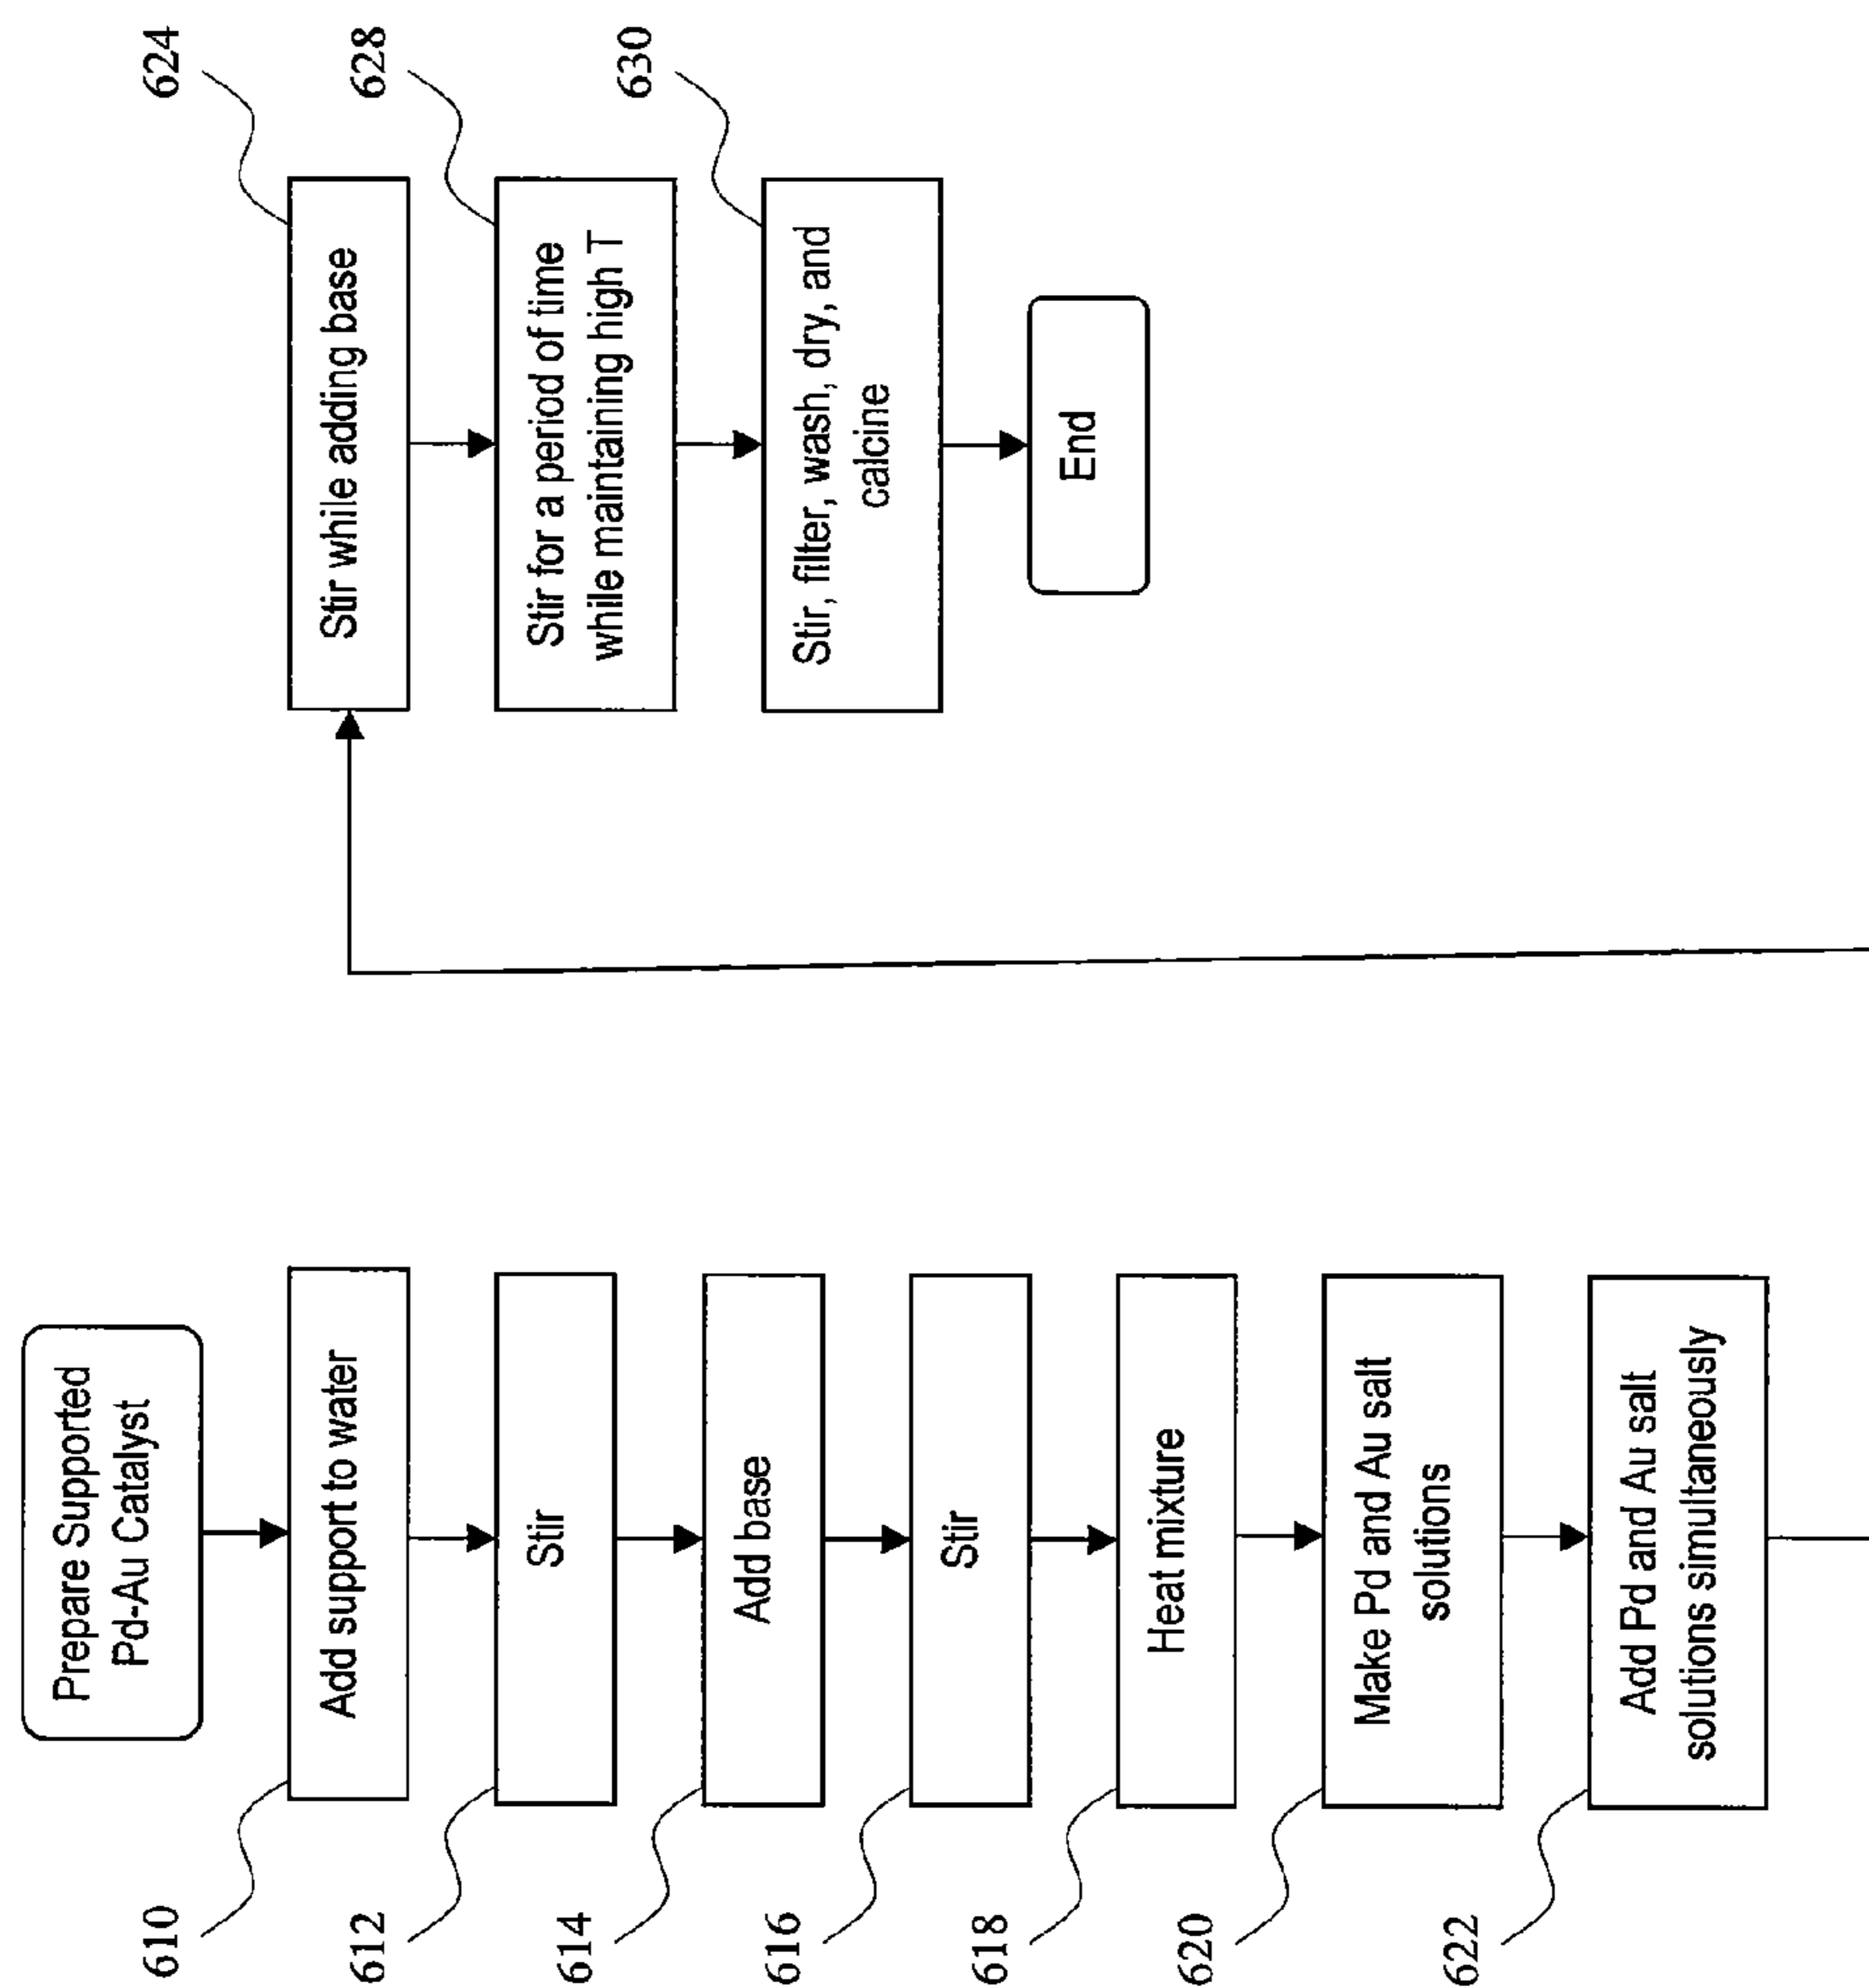 Prepare Supported
Pd-Au Catalyst
610
Add support to water
612
Stir
614
Add base
616
Stir
618
Heat mixture
620
Make Pd and Au salt
solutions
622
Add Pd and Au salt
solutions simultaneously
624
Stir while adding base
628
Stir for a period of time
while maintaining high T
630
Stir, filter, wash, dry, and
calcine
End